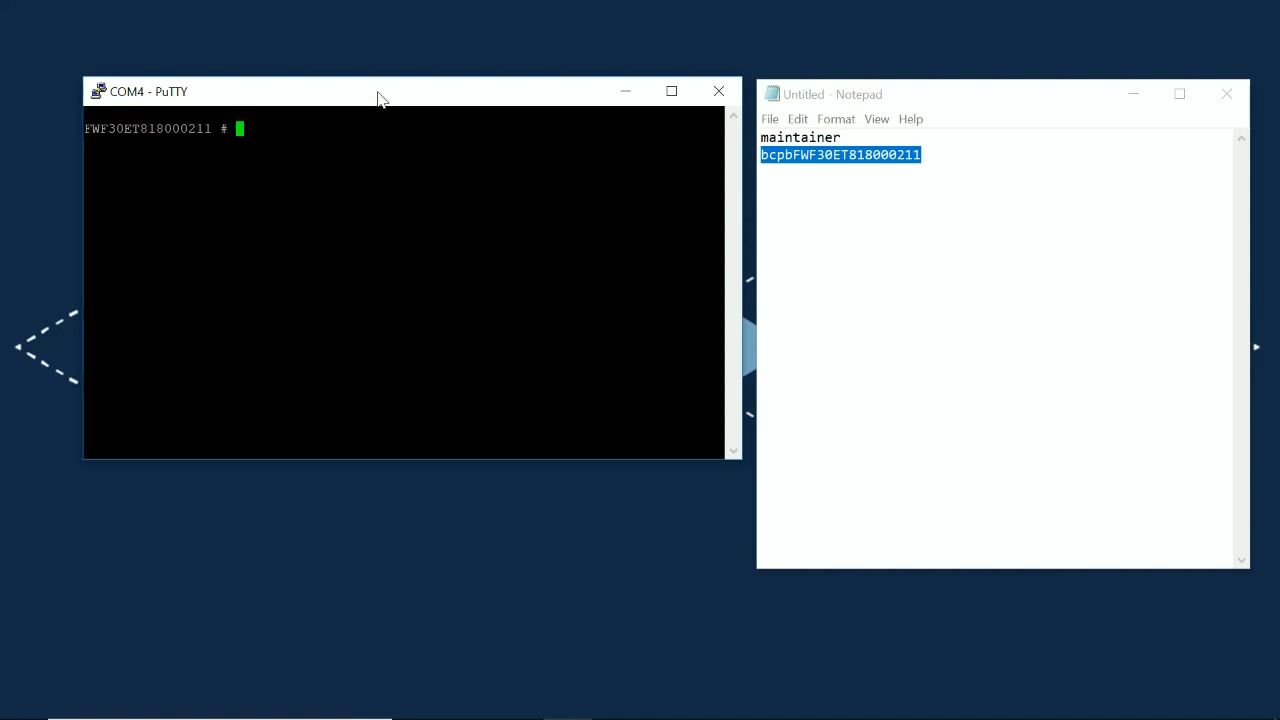 COM4 - PuTTY
FWF30ET818000211 #
Untitled - Notepad
File Edit Format View Help
maintainer
bcpbFWF30ET818000211